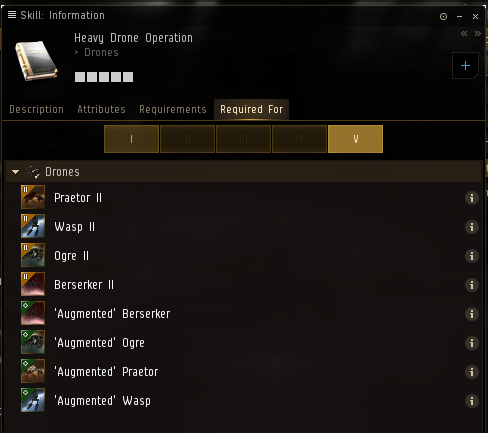 Skill: Information
Heavy Drone Operation
> Drones
Description Attributes Requirements Required For
I II III IV V
Drones
Praetor II
Wasp II
Ogre II
Berserker II
'Augmented' Berserker
'Augmented' Ogre
'Augmented' Praetor
'Augmented' Wasp